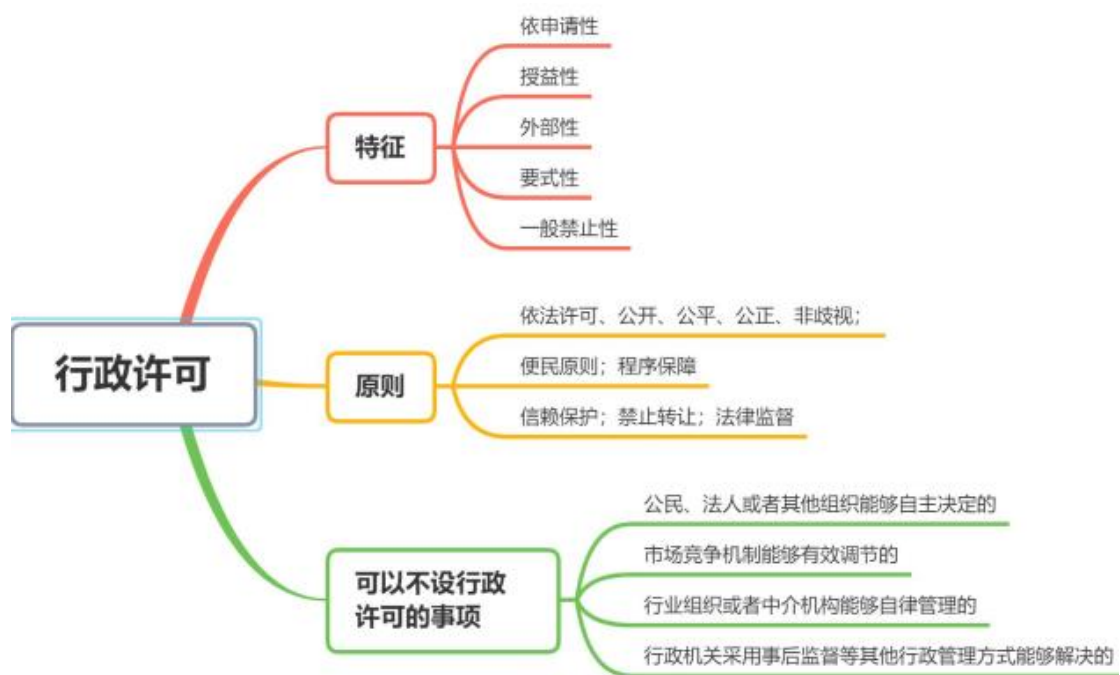 依申请性
授益性
外部性
要式性
一般禁止性
特征
行政许可
依法许可、公开、公平、公正、非歧视；
便民原则；程序保障
信赖保护；禁止转让；法律监督
原则
可以不设行政
许可的事项
公民、法人或者其他组织能够自主决定的
市场竞争机制能够有效调节的
行业组织或者中介机构能够自律管理的
行政机关采用事后监督等其他行政管理方式能够解决的